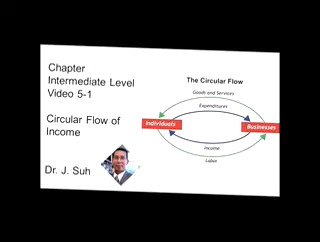 Chapter
Intermediate Level
Video 5-1
Circular Flow of
Income
Dr. J. Suh
The Circular Flow
Goods and Services
Expenditures
Individuals
Businesses
Income
Labor